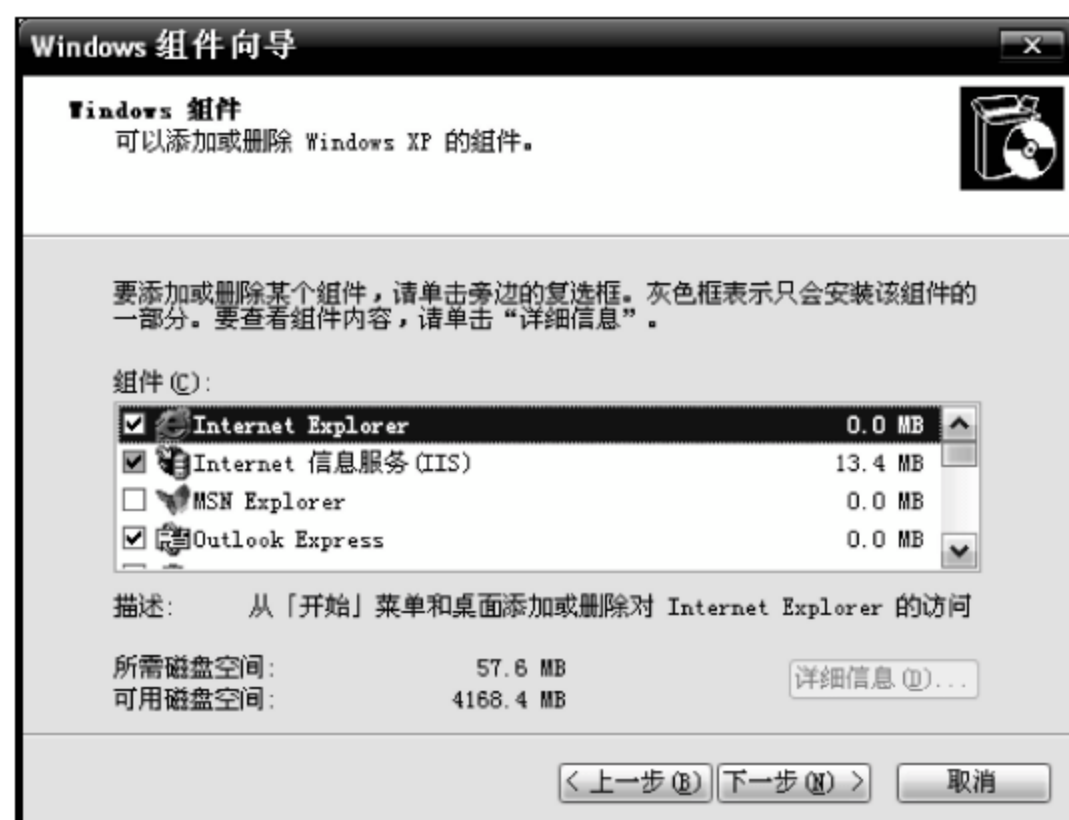 Windows 组件向导
Windows 组件
可以添加或删除 Windows XP 的组件。
要添加或删除某个组件，请单击旁边的复选框。灰色框表示只会安装该组件的
一部分。要查看组件内容，请单击“详细信息”。
组件(C):
Internet Explorer 0.0 MB
Internet 信息服务(IIS) 13.4 MB
MSN Explorer 0.0 MB
Outlook Express 0.0 MB
描述: 从「开始」菜单和桌面添加或删除对 Internet Explorer 的访问
所需磁盘空间: 57.6 MB
可用磁盘空间: 4168.4 MB
详细信息(D)...
< 上一步(B) 下一步(N) > 取消